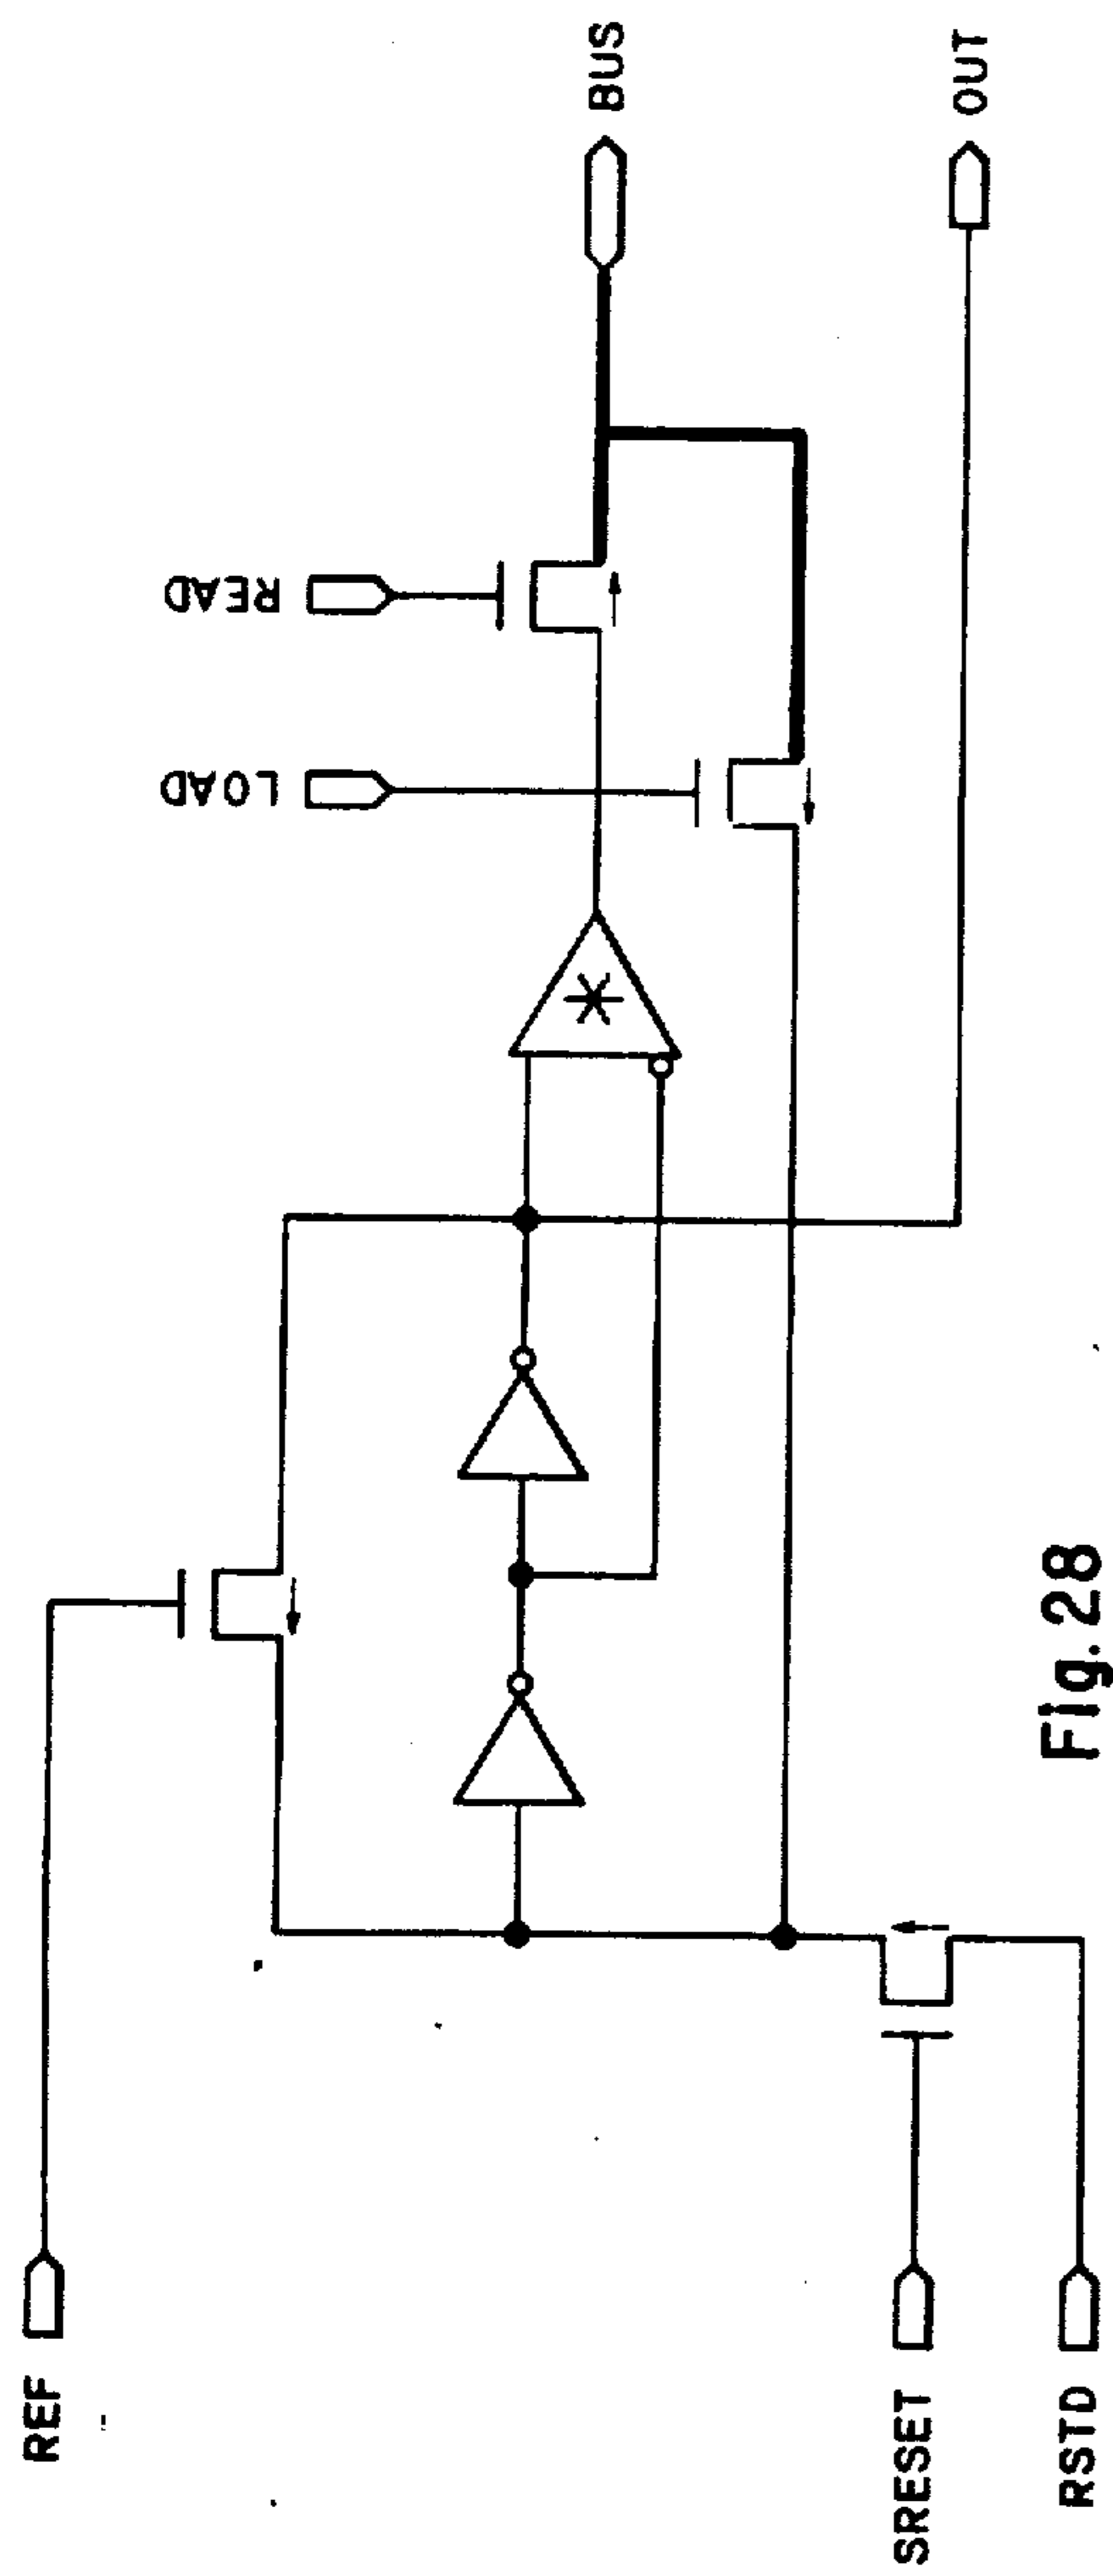 REF
READ
LOAD
BUS
OUT
SRESET
RSTD
*
Fig. 28